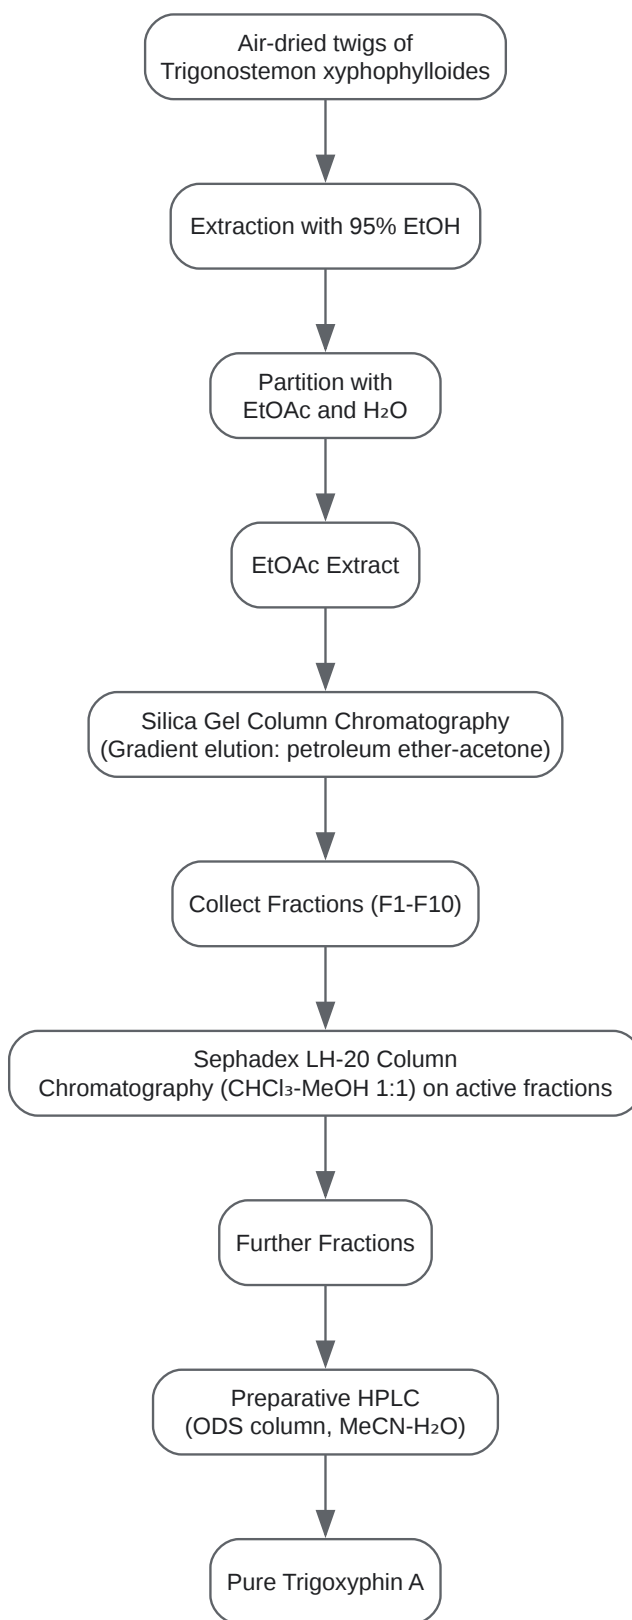 Air-dried twigs of
Trigonostemon xyphophylloides
Extraction with 95% EtOH
Partition with
EtOAc and H₂O
EtOAc Extract
Silica Gel Column Chromatography
(Gradient elution: petroleum ether-acetone)
Collect Fractions (F1-F10)
Sephadex LH-20 Column
Chromatography (CHCl₃-MeOH 1:1) on active fractions
Further Fractions
Preparative HPLC
(ODS column, MeCN-H₂O)
Pure Trigoxyphin A